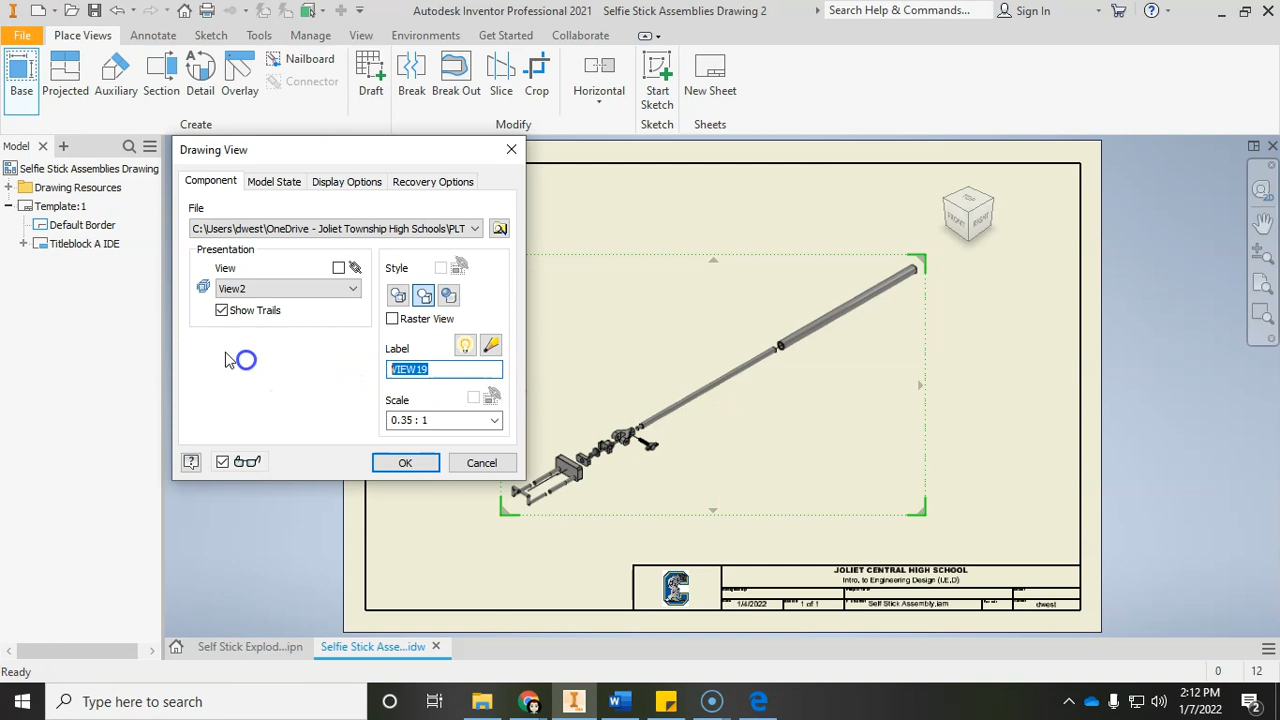 Autodesk Inventor Professional 2021 Selfie Stick Assemblies Drawing 2
Search Help & Commands...
Sign In
File Place Views Annotate Sketch Tools Manage View Environments Get Started Collaborate
Base Projected Auxiliary Section Detail Overlay
Nailboard
Connector
Draft
Break Break Out Slice Crop
Horizontal
Start Sketch
New Sheet
Create
Modify
Sketch
Sheets
Model
Selfie Stick Assemblies Drawing
Drawing Resources
Template:1
Default Border
Titleblock A IDE
Drawing View
Component Model State Display Options Recovery Options
File
C:\Users\dwest\OneDrive - Joliet Township High Schools\PLT
Presentation
View
View2
Show Trails
Style
Raster View
Label
VIEW19
Scale
0.35 : 1
OK Cancel
TOP
FRONT
RIGHT
JOLIET CENTRAL HIGH SCHOOL
Intro. to Engineering Design (I.E.D)
1/4/2022 1 of 1 Self Stick Assembly.iam dwest
Self Stick Explod...ipn
Selfie Stick Asse...idw
Ready
0 12
Type here to search
2:12 PM
1/7/2022
2